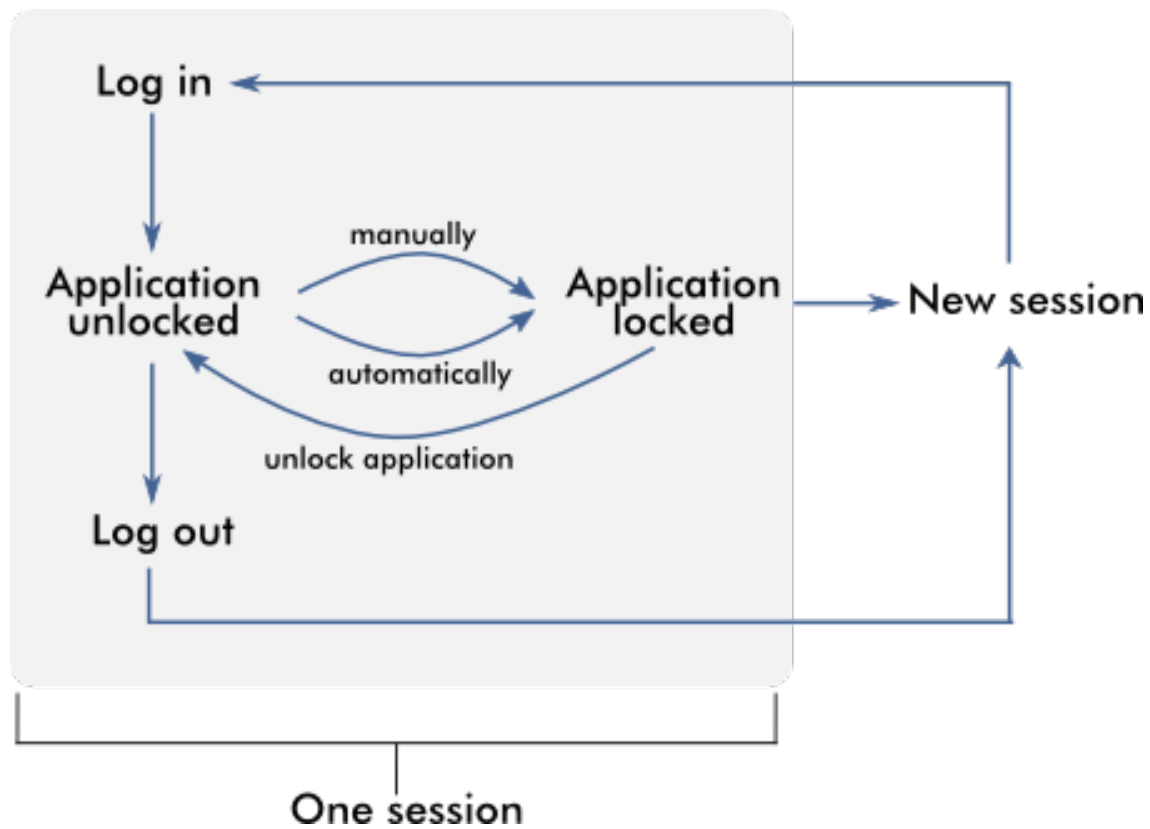 Log in
manually
Application
unlocked
Application
locked
New session
automatically
unlock application
Log out
One session